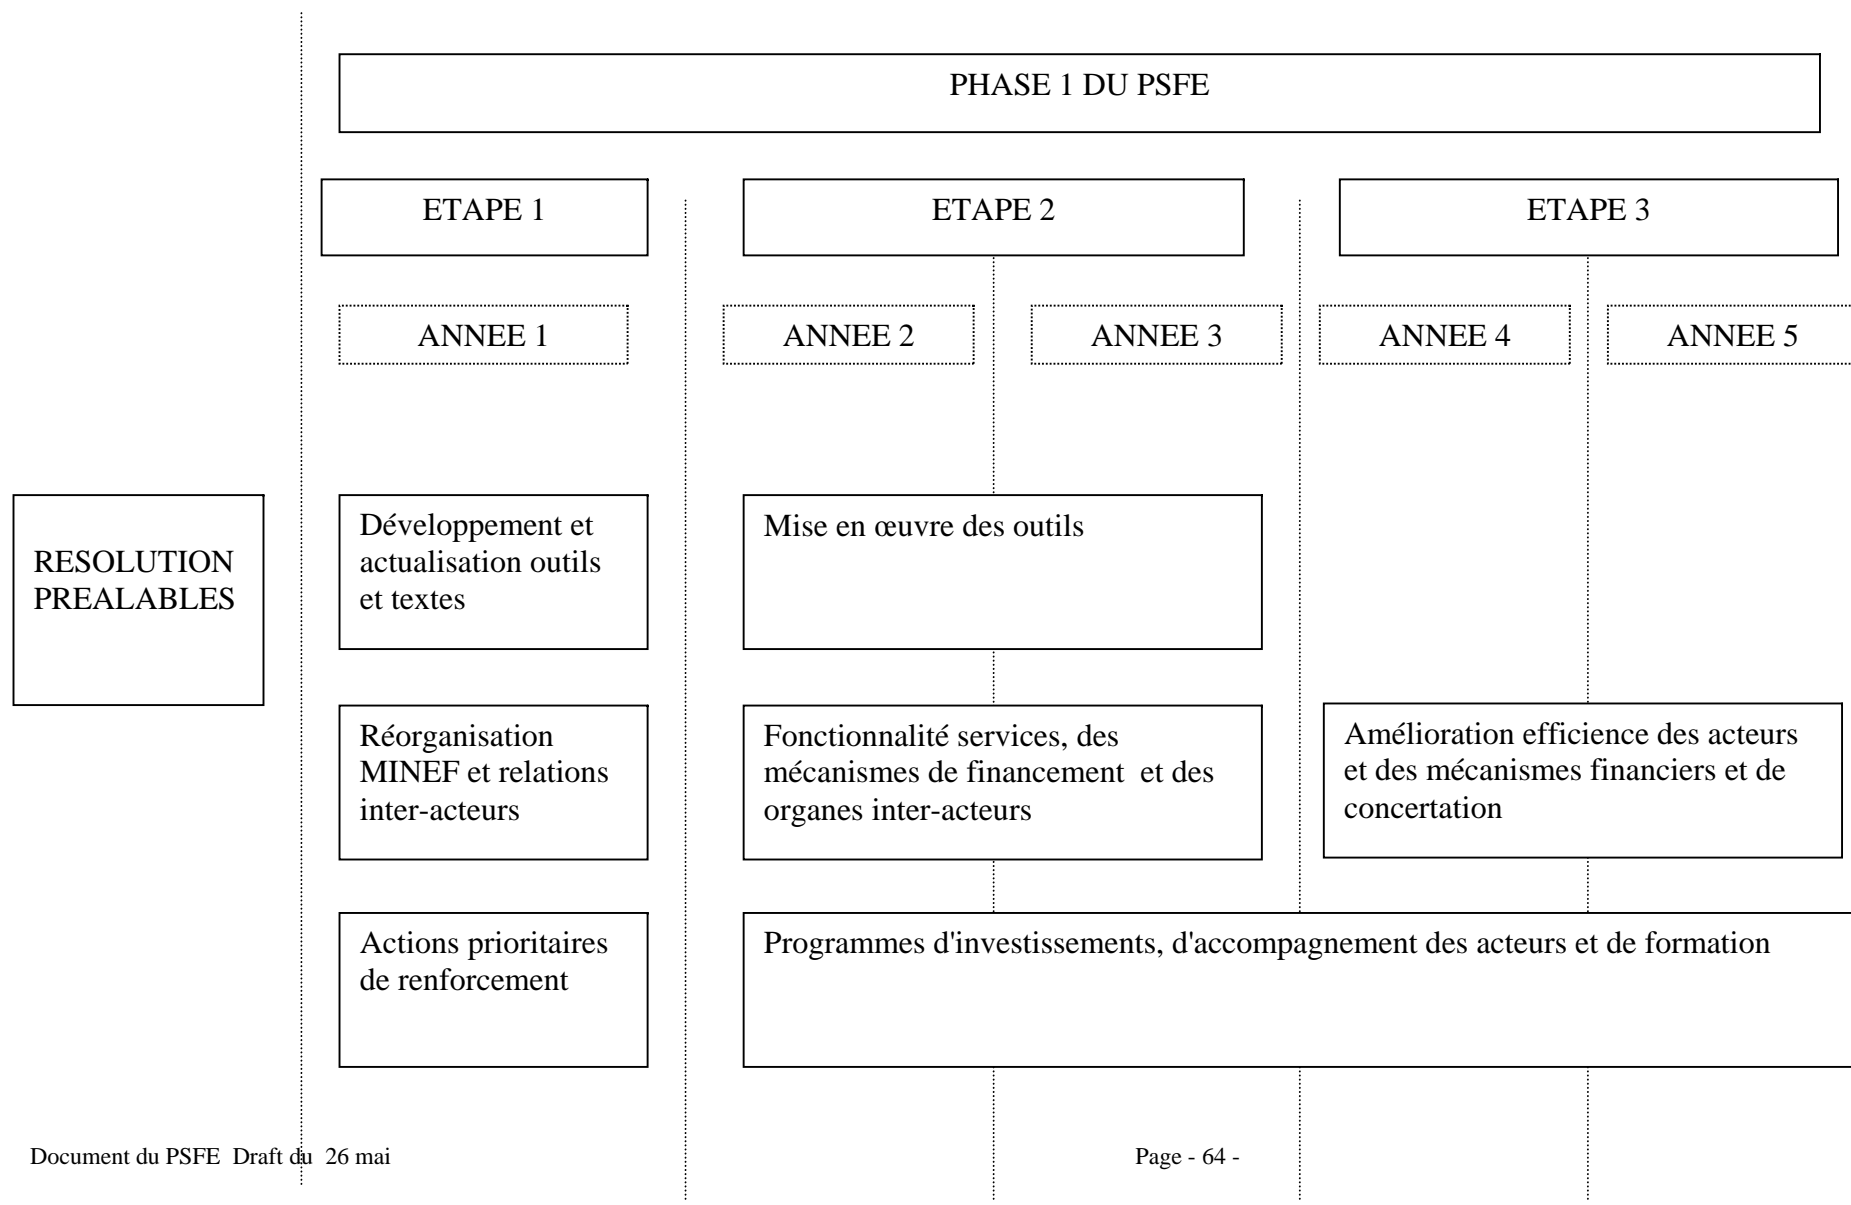 PHASE 1 DU PSFE
ETAPE 1
ETAPE 2
ETAPE 3
ANNEE 1
ANNEE 2
ANNEE 3
ANNEE 4
ANNEE 5
RESOLUTION
PREALABLES
Développement et
actualisation outils
et textes
Mise en œuvre des outils
Réorganisation
MINEF et relations
inter-acteurs
Fonctionnalité services, des
mécanismes de financement et des
organes inter-acteurs
Amélioration efficience des acteurs
et des mécanismes financiers et de
concertation
Actions prioritaires
de renforcement
Programmes d'investissements, d'accompagnement des acteurs et de formation
Document du PSFE Draft du 26 mai
Page - 64 -